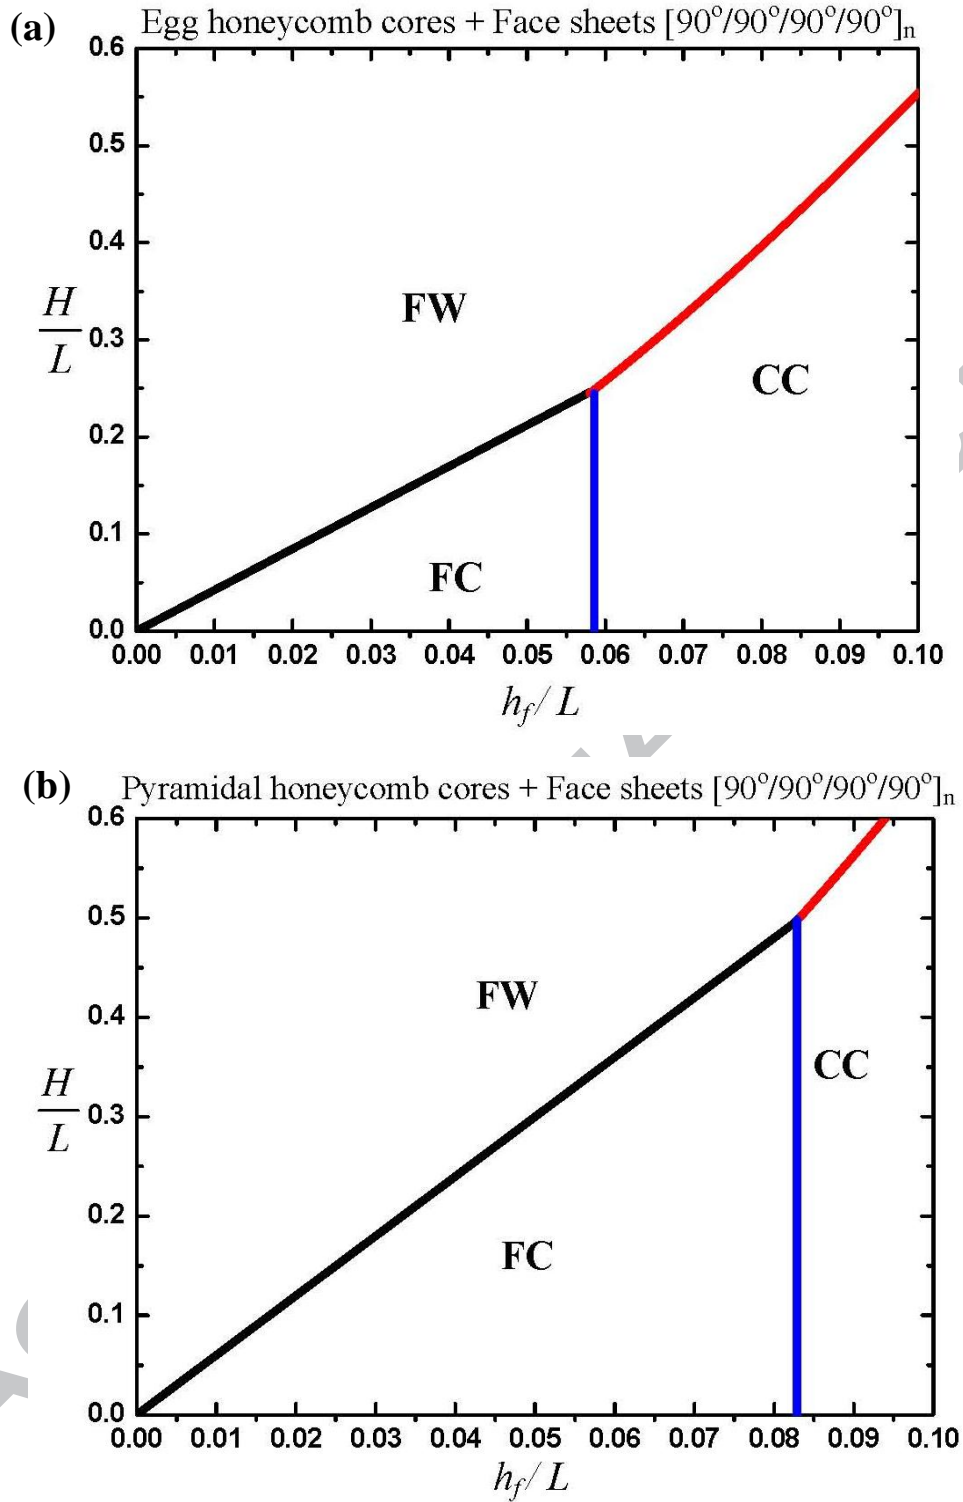 (a) Egg honeycomb cores + Face sheets [90°/90°/90°/90°]n
0.6
0.5
0.4
0.3
0.2
0.1
0.0
H
L
FW
CC
FC
0.00 0.01 0.02 0.03 0.04 0.05 0.06 0.07 0.08 0.09 0.10
hf / L
(b) Pyramidal honeycomb cores + Face sheets [90°/90°/90°/90°]n
0.6
0.5
0.4
0.3
0.2
0.1
0.0
H
L
FW
CC
FC
0.00 0.01 0.02 0.03 0.04 0.05 0.06 0.07 0.08 0.09 0.10
hf / L